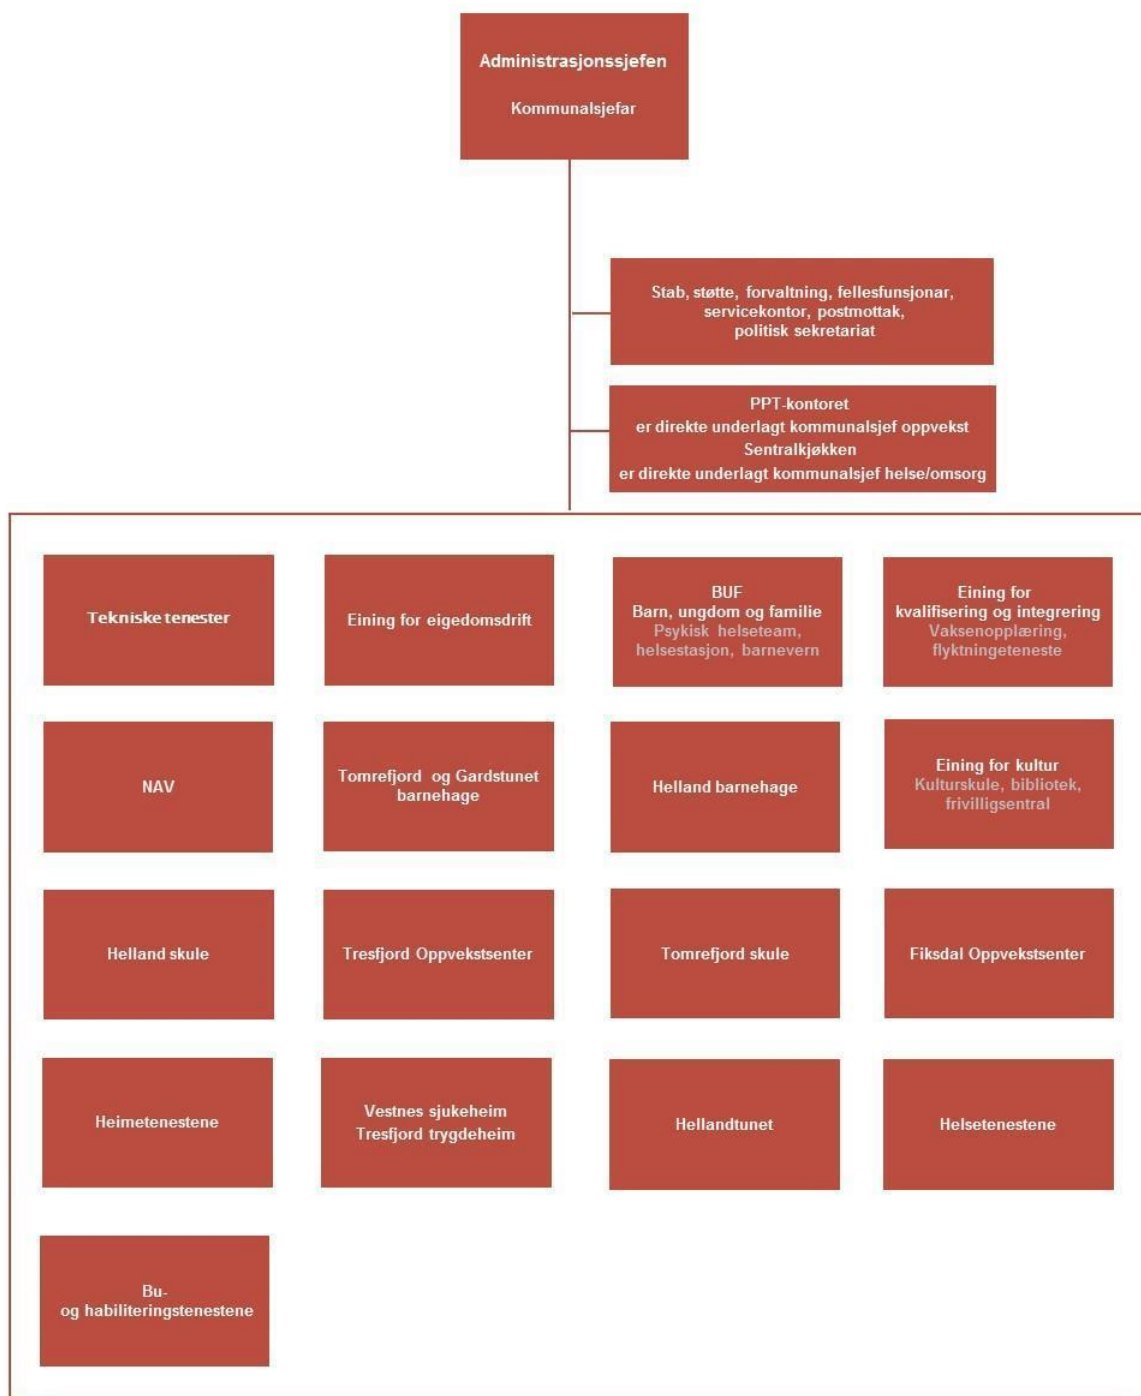 Administrasjonssjefen
Kommunalsjefar
Stab, støtte, forvaltning, fellesfunsjonar,
servicekontor, postmottak,
politisk sekretariat
PPT-kontoret
er direkte underlagt kommunalsjef oppvekst
Sentralkjøkken
er direkte underlagt kommunalsjef helse/omsorg
Tekniske tenester
Eining for eigedomsdrift
BUF
Barn, ungdom og familie
Psykisk helseteam,
helsestasjon, barnevern
Eining for
kvalifisering og integrering
Vaksenopplæring,
flyktningeteneste
NAV
Tomrefjord og Gardstunet
barnehage
Helland barnehage
Eining for kultur
Kulturskule, bibliotek,
frivilligsentral
Helland skule
Tresfjord Oppvekstsenter
Tomrefjord skule
Fiksdal Oppvekstsenter
Heimetenestene
Vestnes sjukeheim
Tresfjord trygdeheim
Hellandtunet
Helsetenestene
Bu-
og habiliteringstenestene